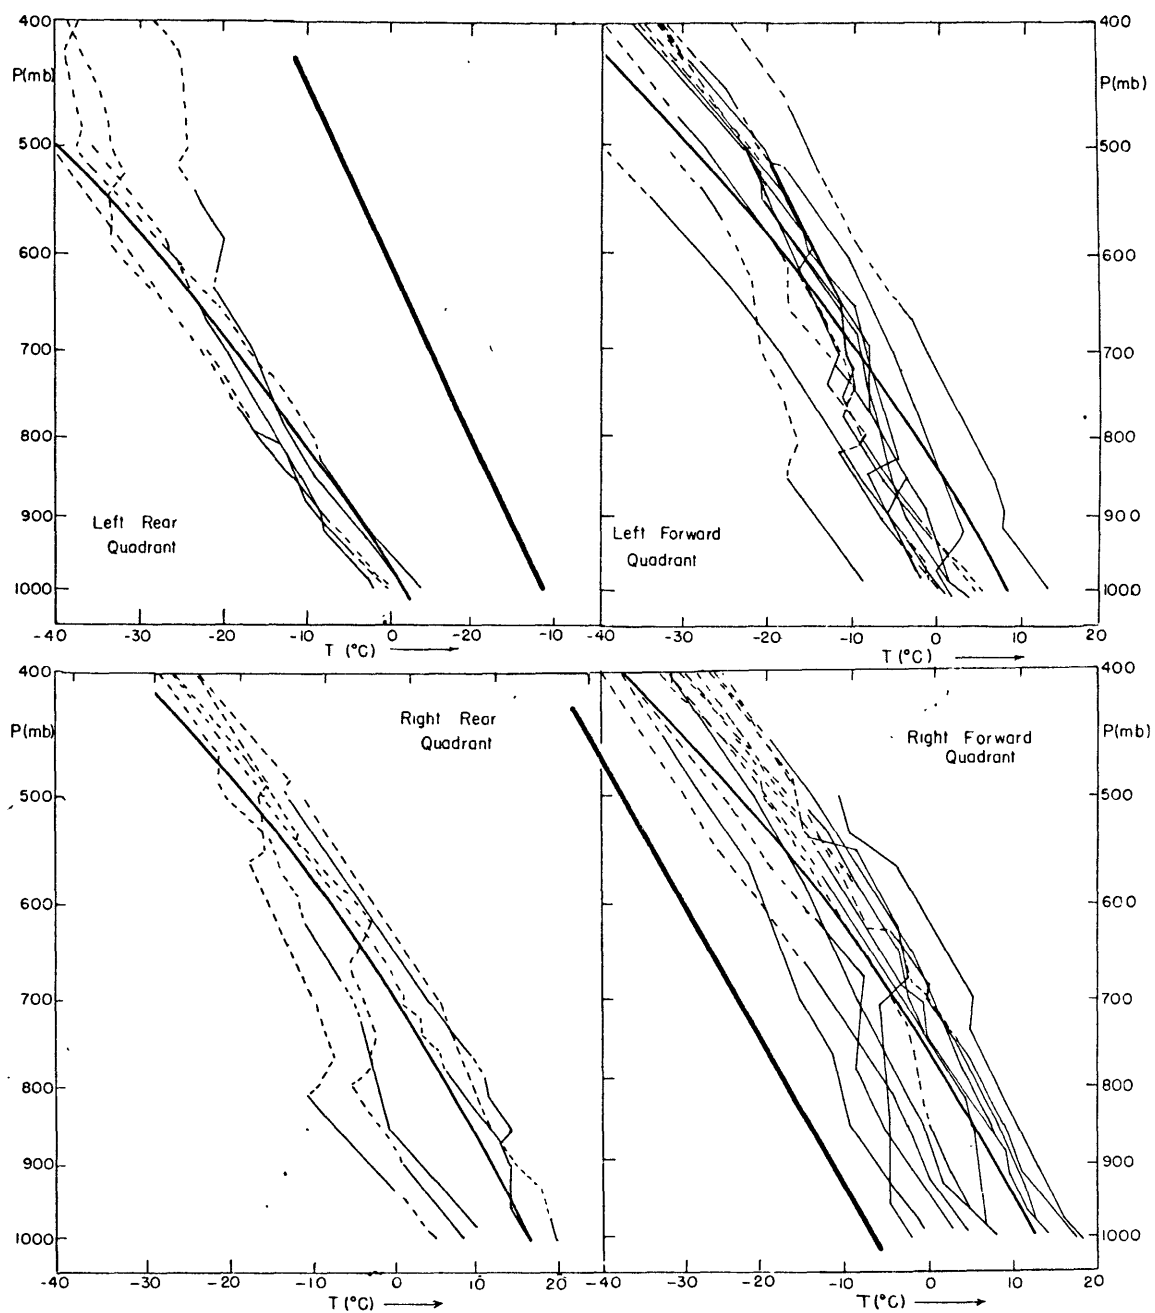 400 400
P(mb) P(mb)
500 500
600 600
700 700
800 800
900 900
Left Rear
Quadrant
Left Forward
Quadrant
1000 1000
-40 -30 -20 -10 0 -20 -10 -40 -30 -20 -10 0 10 20
T (°C) T (°C)
400 400
Right Rear
Quadrant
P(mb) P(mb)
Right Forward
Quadrant
500 500
600 600
700 700
800 800
900 900
1000 1000
-40 -30 -20 -10 0 10 20 -40 -30 -20 -10 0 10 20
T (°C) T (°C)